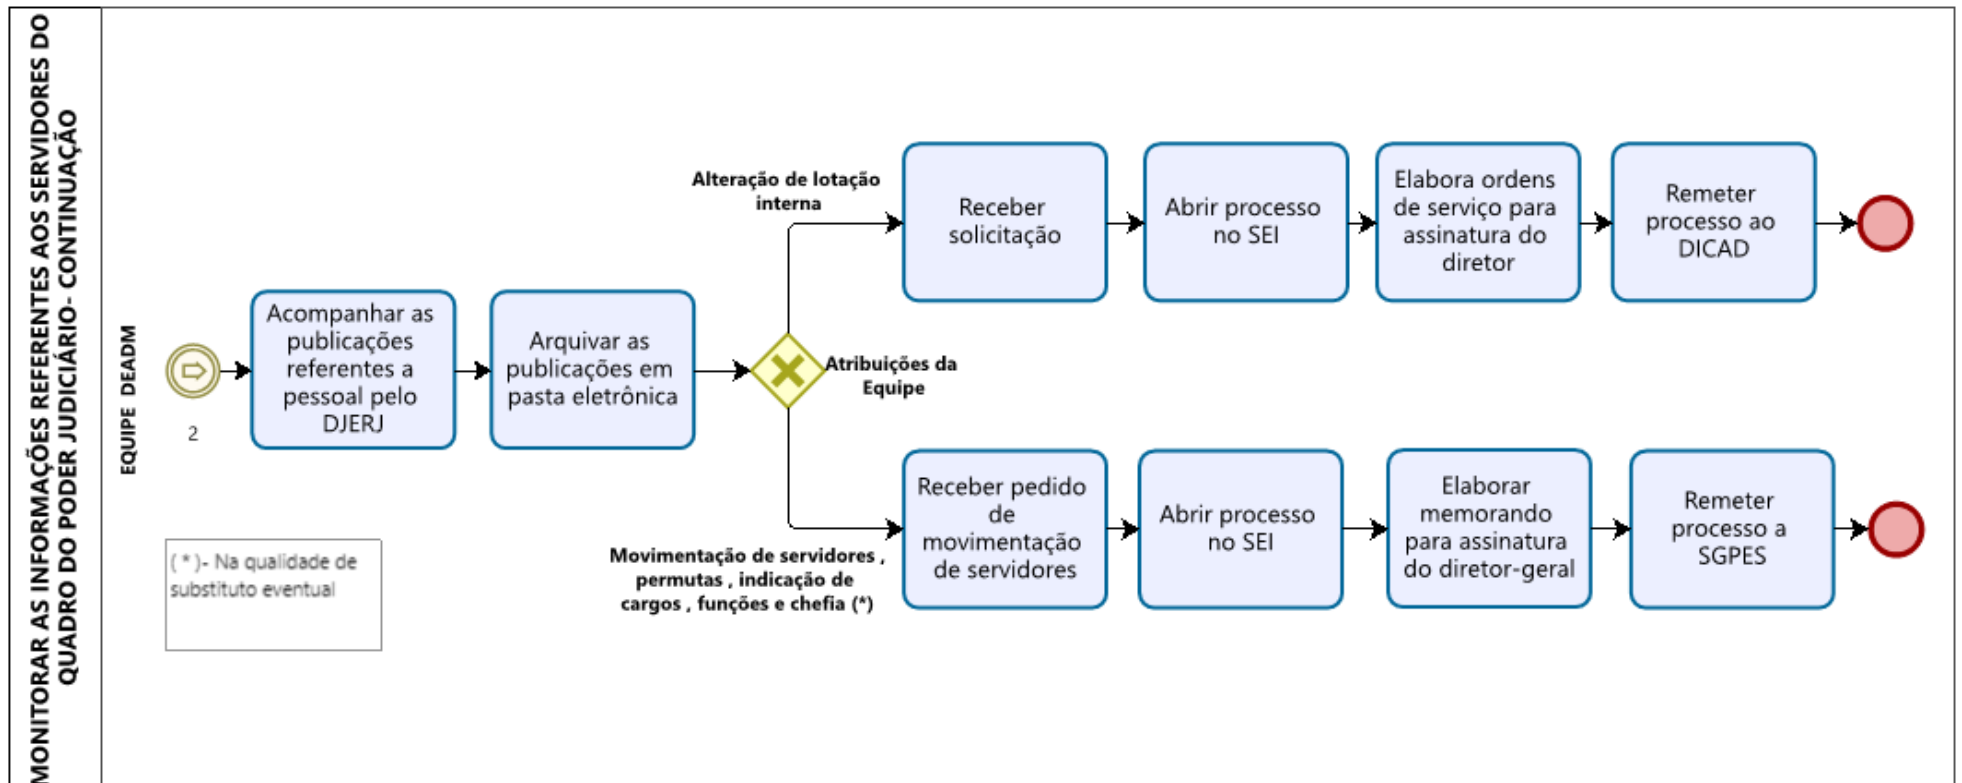 MONITORAR AS INFORMAÇÕES REFERENTES AOS SERVIDORES DO
QUADRO DO PODER JUDICIÁRIO- CONTINUAÇÃO
EQUIPE DEADM
2
Acompanhar as
publicações
referentes a
pessoal pelo
DJERJ
Arquivar as
publicações em
pasta eletrônica
Atribuições da
Equipe
Alteração de lotação
interna
Receber
solicitação
Abrir processo
no SEI
Elabora ordens
de serviço para
assinatura do
diretor
Remeter
processo ao
DICAD
Movimentação de servidores ,
permutas , indicação de
cargos , funções e chefia (*)
Receber pedido
de
movimentação
de servidores
Abrir processo
no SEI
Elaborar
memorando
para assinatura
do diretor-geral
Remeter
processo a
SGPES
( * )- Na qualidade de
substituto eventual